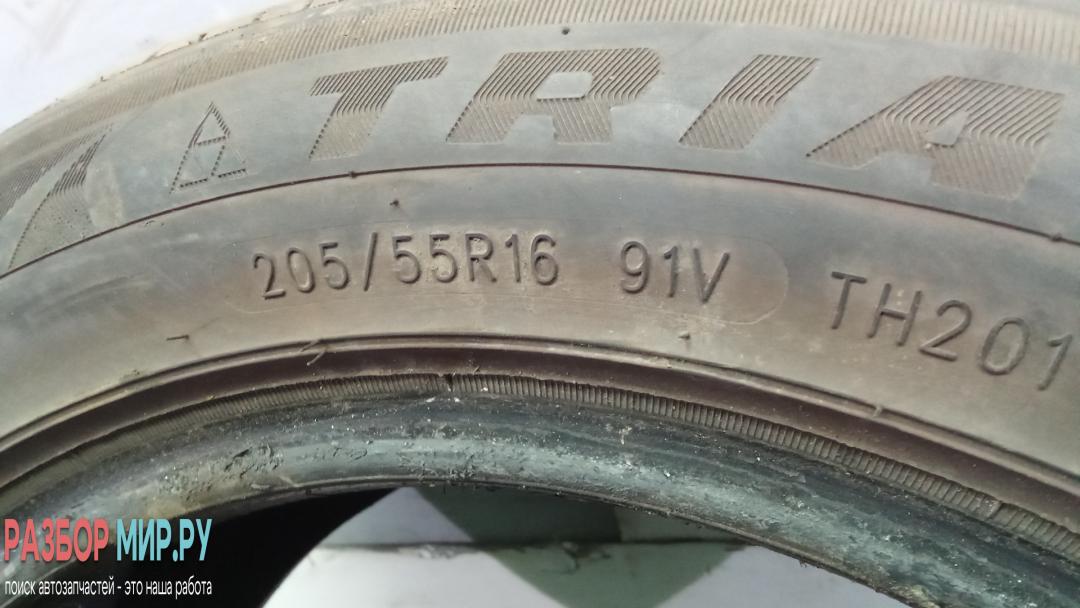 TRIA
205/55R16 91V TH201
РАЗБОР МИР.РУ
поиск автозапчастей - это наша работа